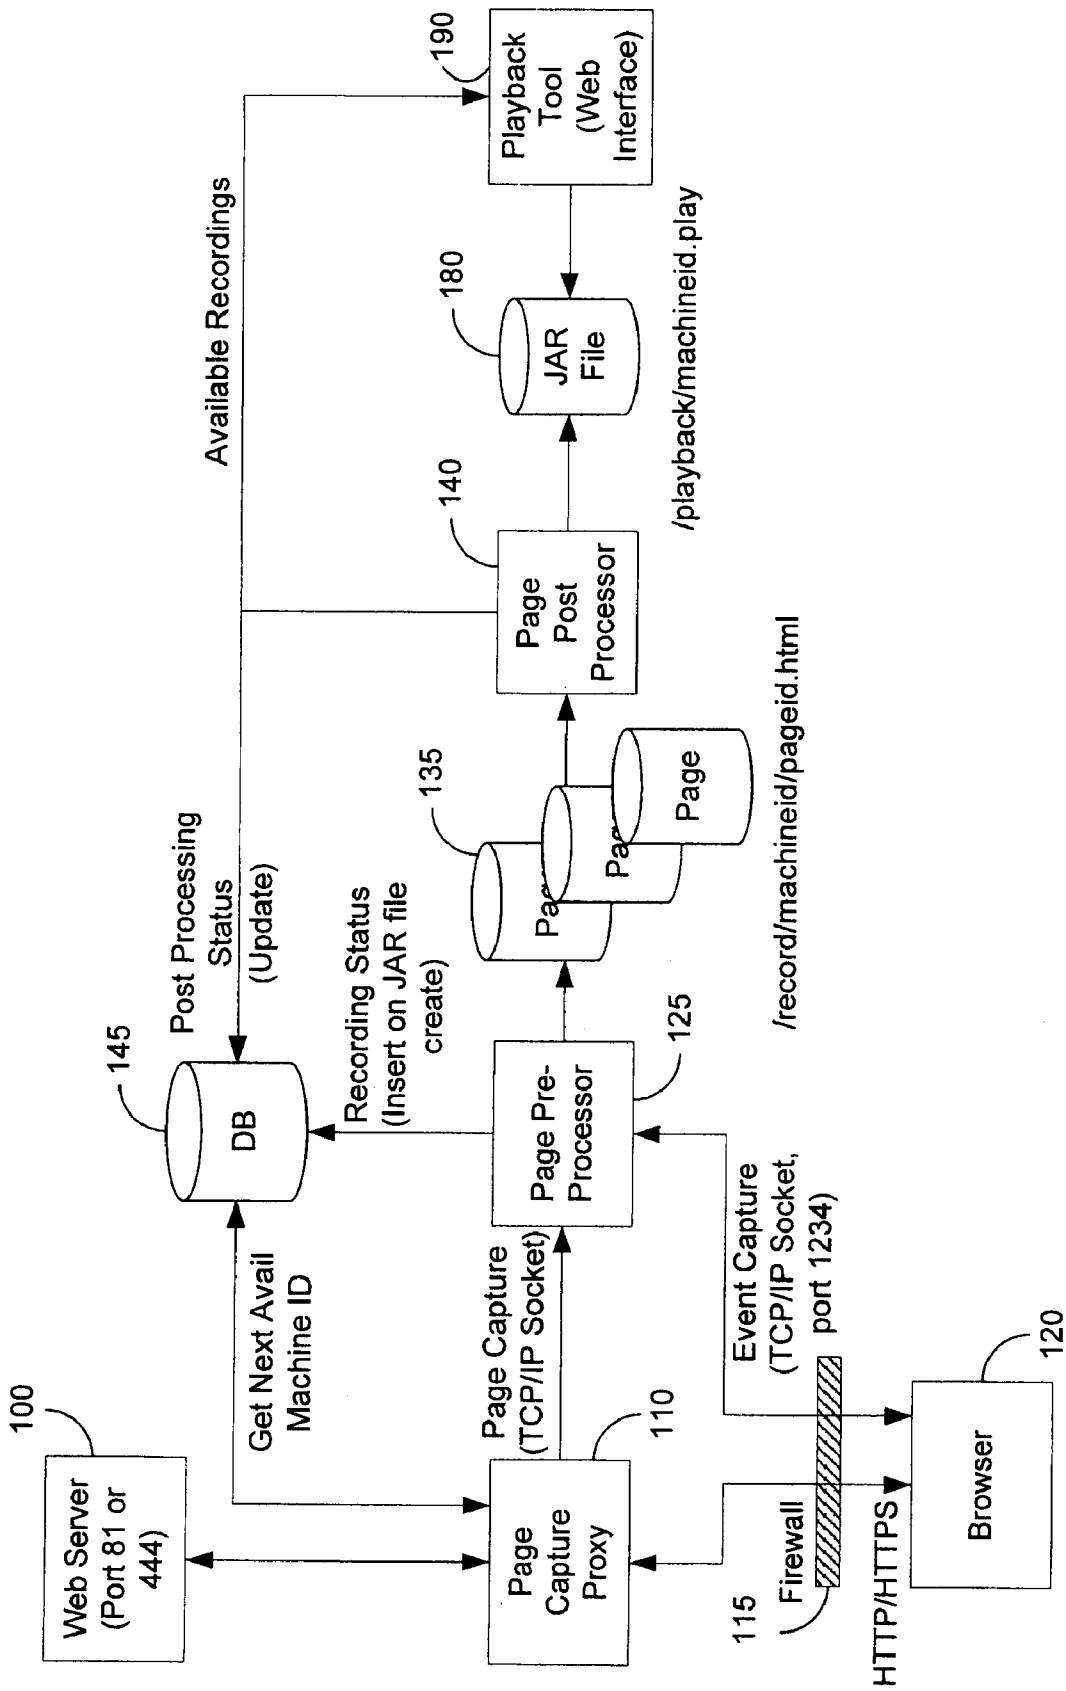 100
Web Server
(Port 81 or
444)
Get Next Avail
Machine ID
145
DB
Post Processing
Status
(Update)
Available Recordings
Recording Status
(Insert on JAR file
create)
Page
Capture
Proxy
110
Page Capture
(TCP/IP Socket)
Page Pre-
Processor
125
135
Pag
Pag
Page
/record/machineid/pageid.html
140
Page
Post
Processor
180
JAR
File
/playback/machineid.play
190
Playback
Tool
(Web
Interface)
115
Firewall
HTTP/HTTPS
Event Capture
(TCP/IP Socket,
port 1234)
Browser
120